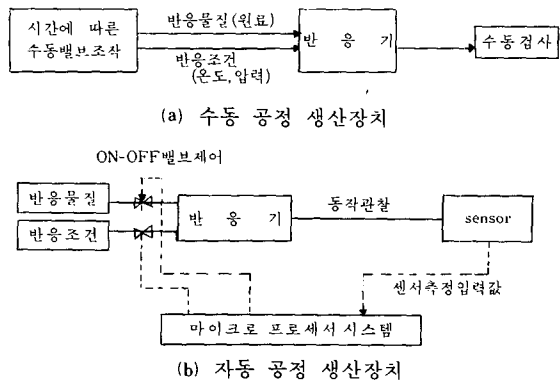 시간에 따른
수동밸브조작
반응물질(원료)
반응조건
(온도,압력)
반 응 기
수동검사
(a) 수동 공정 생산장치
ON-OFF밸브제어
반응물질
반응조건
반 응 기
동작관찰
sensor
센서측정입력값
마이크로 프로세서시스템
(b) 자동 공정 생산장치